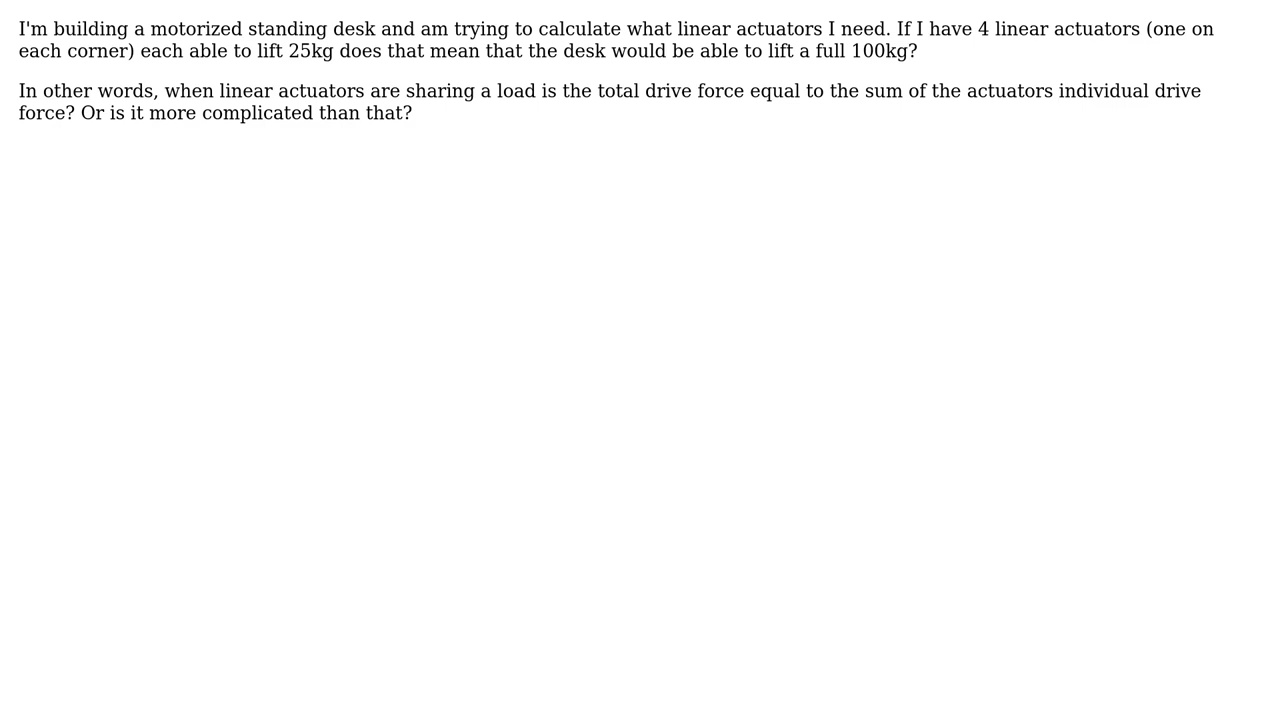 I'm building a motorized standing desk and am trying to calculate what linear actuators I need. If I have 4 linear actuators (one on
each corner) each able to lift 25kg does that mean that the desk would be able to lift a full 100kg?
In other words, when linear actuators are sharing a load is the total drive force equal to the sum of the actuators individual drive
force? Or is it more complicated than that?